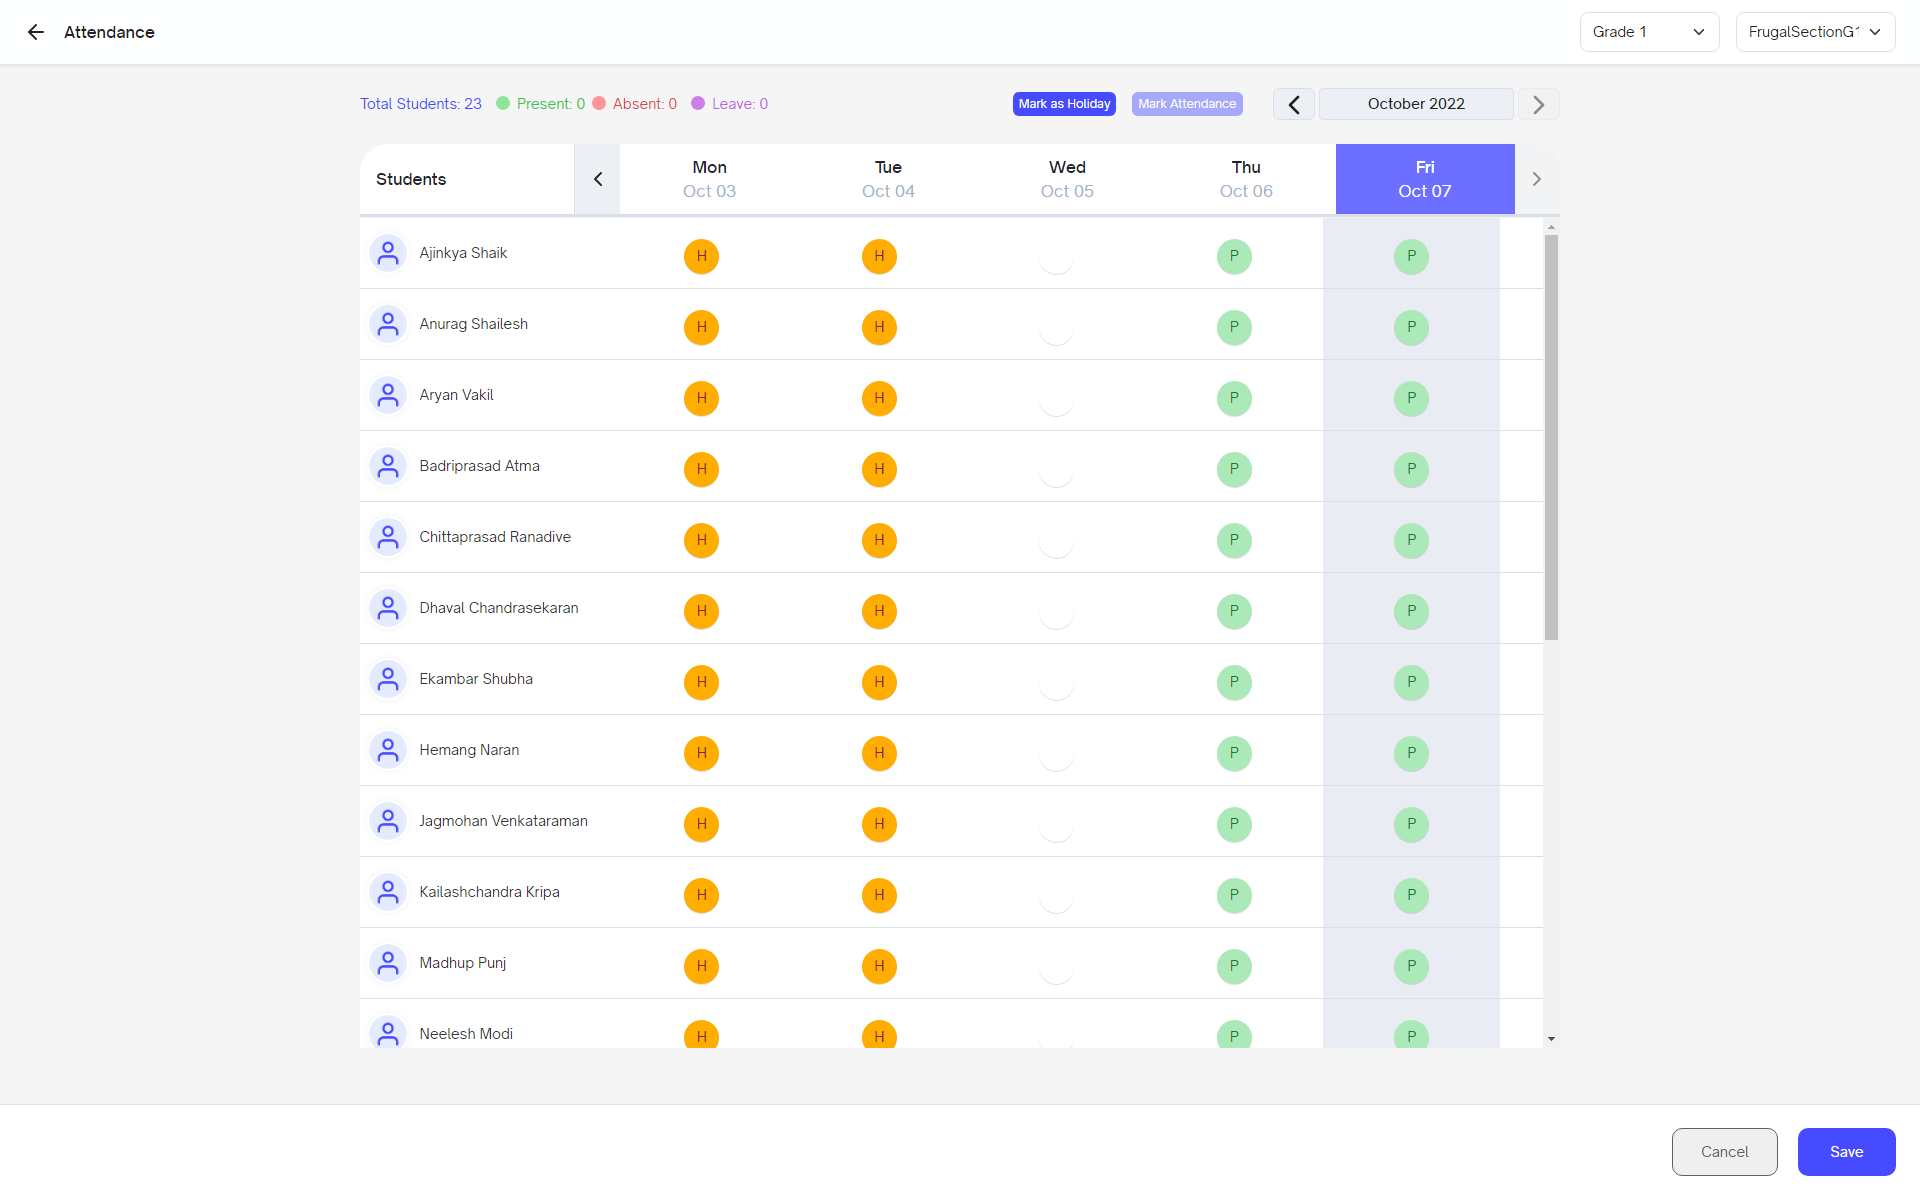 Attendance
Grade 1
FrugalSectionG1
Total Students: 23 Present: 0 Absent: 0 Leave: 0
Mark as Holiday Mark Attendance October 2022
Students Mon Tue Wed Thu Fri
Oct 03 Oct 04 Oct 05 Oct 06 Oct 07
Ajinkya Shaik H H P P
Anurag Shailesh H H P P
Aryan Vakil H H P P
Badriprasad Atma H H P P
Chittaprasad Ranadive H H P P
Dhaval Chandrasekaran H H P P
Ekambar Shubha H H P P
Hemang Naran H H P P
Jagmohan Venkataraman H H P P
Kailashchandra Kripa H H P P
Madhup Punj H H P P
Neelesh Modi H H P P
Cancel Save